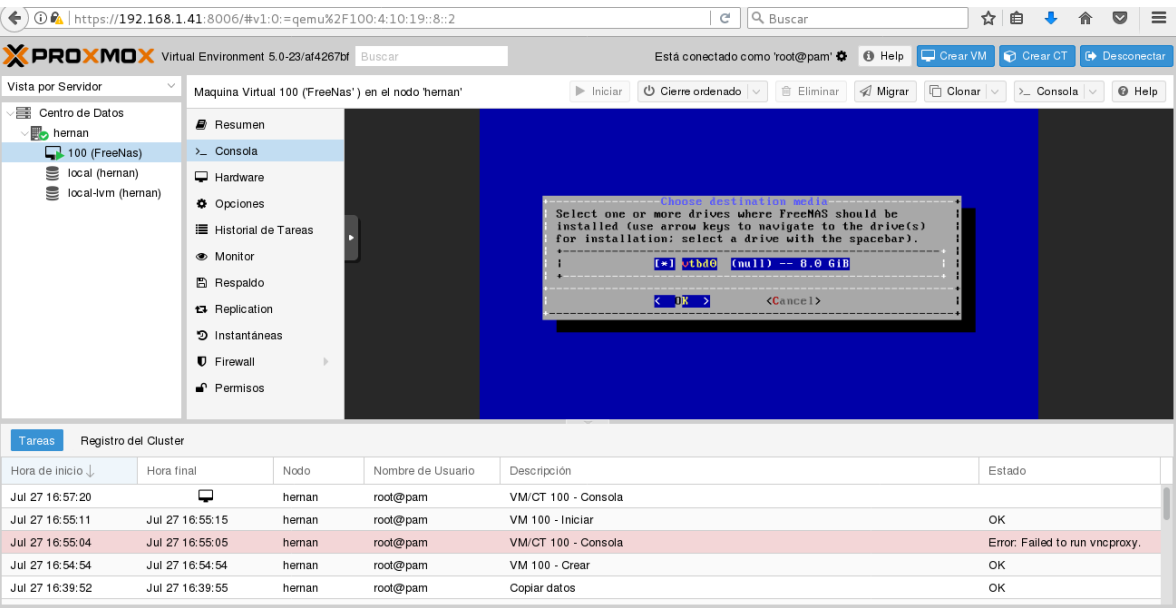 https://192.168.1.41:8006/#v1:0:=qemu%2F100:4:10:19::8::2
Buscar
PROXMOX Virtual Environment 5.0-23/af4267bf Buscar Está conectado como 'root@pam' Help Crear VM Crear CT Desconectar
Vista por Servidor
Centro de Datos
hernan
100 (FreeNas)
local (hernan)
local-lvm (hernan)
Maquina Virtual 100 ('FreeNas' ) en el nodo 'hernan' Iniciar Cierre ordenado Eliminar Migrar Clonar >_ Consola Help
Resumen
>_ Consola
Hardware
Opciones
Historial de Tareas
Monitor
Respaldo
Replication
Instantáneas
Firewall
Permisos
Choose destination media
Select one or more drives where FreeNAS should be
installed (use arrow keys to navigate to the drive(s)
for installation; select a drive with the spacebar).
[*] vtbd0 (null) -- 8.0 GiB
< OK > <Cancel>
Tareas Registro del Cluster
Hora de inicio Hora final Nodo Nombre de Usuario Descripción Estado
Jul 27 16:57:20 hernan root@pam VM/CT 100 - Consola
Jul 27 16:55:11 Jul 27 16:55:15 hernan root@pam VM 100 - Iniciar OK
Jul 27 16:55:04 Jul 27 16:55:05 hernan root@pam VM/CT 100 - Consola Error: Failed to run vncproxy.
Jul 27 16:54:54 Jul 27 16:54:54 hernan root@pam VM 100 - Crear OK
Jul 27 16:39:52 Jul 27 16:39:55 hernan root@pam Copiar datos OK